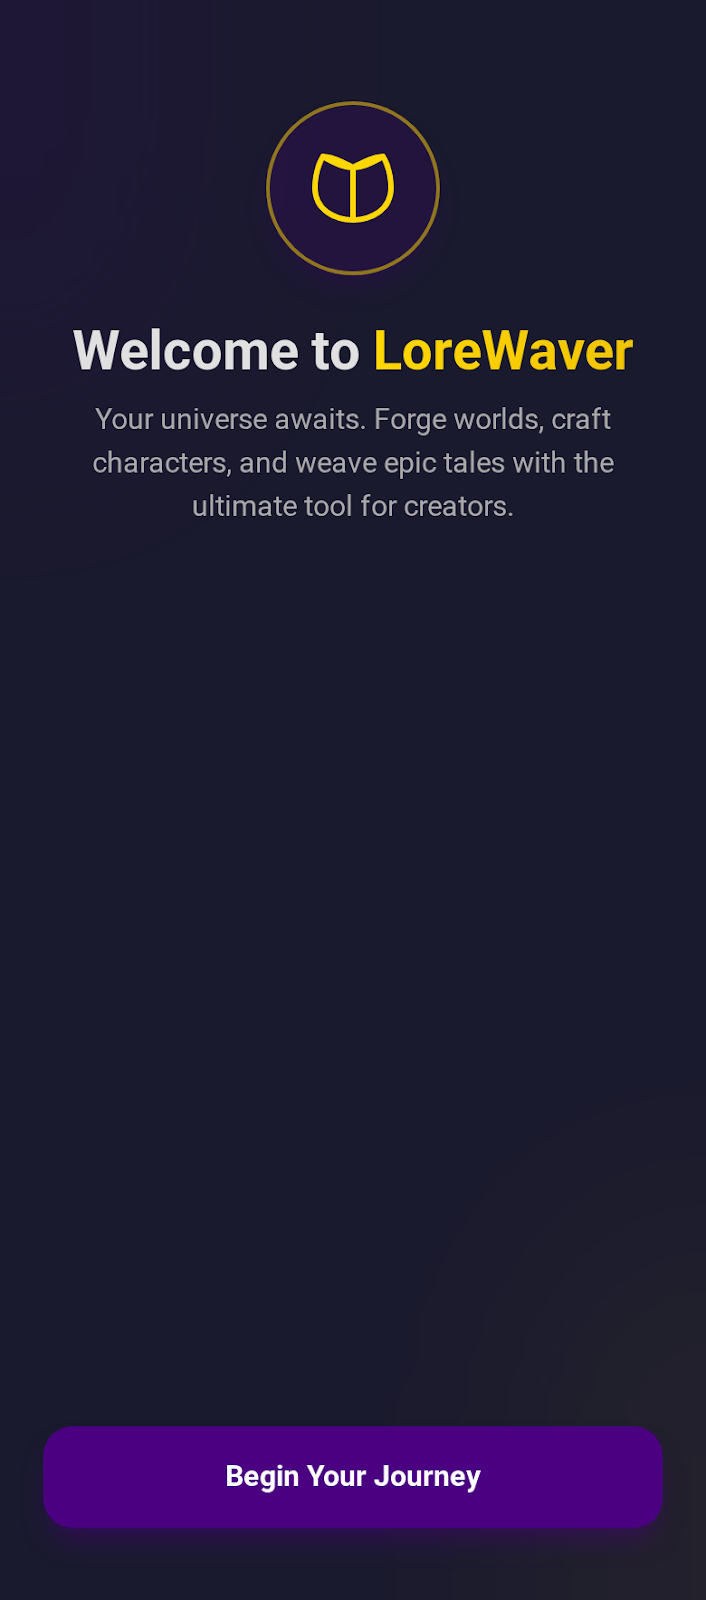 Welcome to LoreWaver
Your universe awaits. Forge worlds, craft
characters, and weave epic tales with the
ultimate tool for creators.
Begin Your Journey